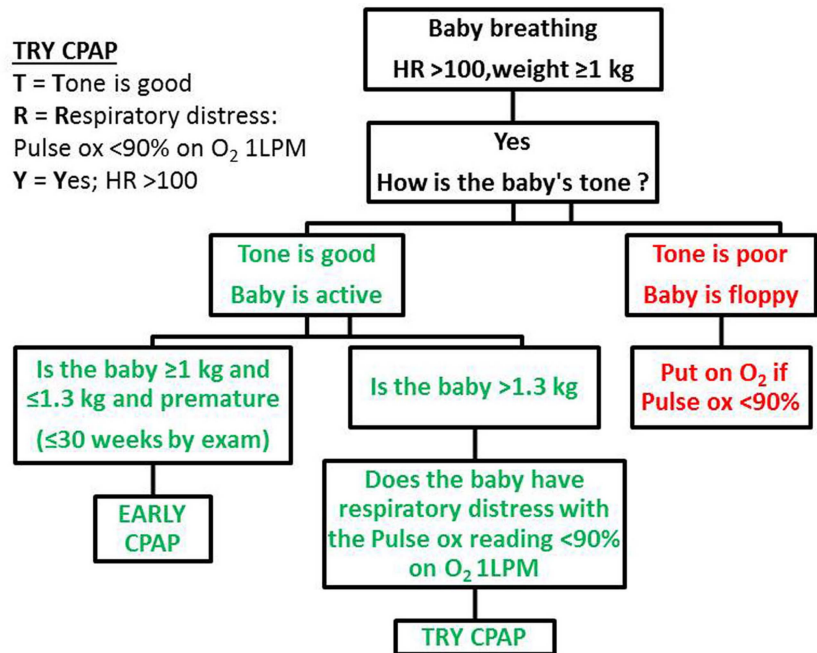 TRY CPAP
T = Tone is good
R = Respiratory distress:
Pulse ox <90% on O₂ 1LPM
Y = Yes; HR >100
Baby breathing
HR >100,weight ≥1 kg
Yes
How is the baby's tone ?
Tone is good
Baby is active
Tone is poor
Baby is floppy
Is the baby ≥1 kg and
≤1.3 kg and premature
(≤30 weeks by exam)
Is the baby >1.3 kg
Put on O₂ if
Pulse ox <90%
EARLY
CPAP
Does the baby have
respiratory distress with
the Pulse ox reading <90%
on O₂ 1LPM
TRY CPAP